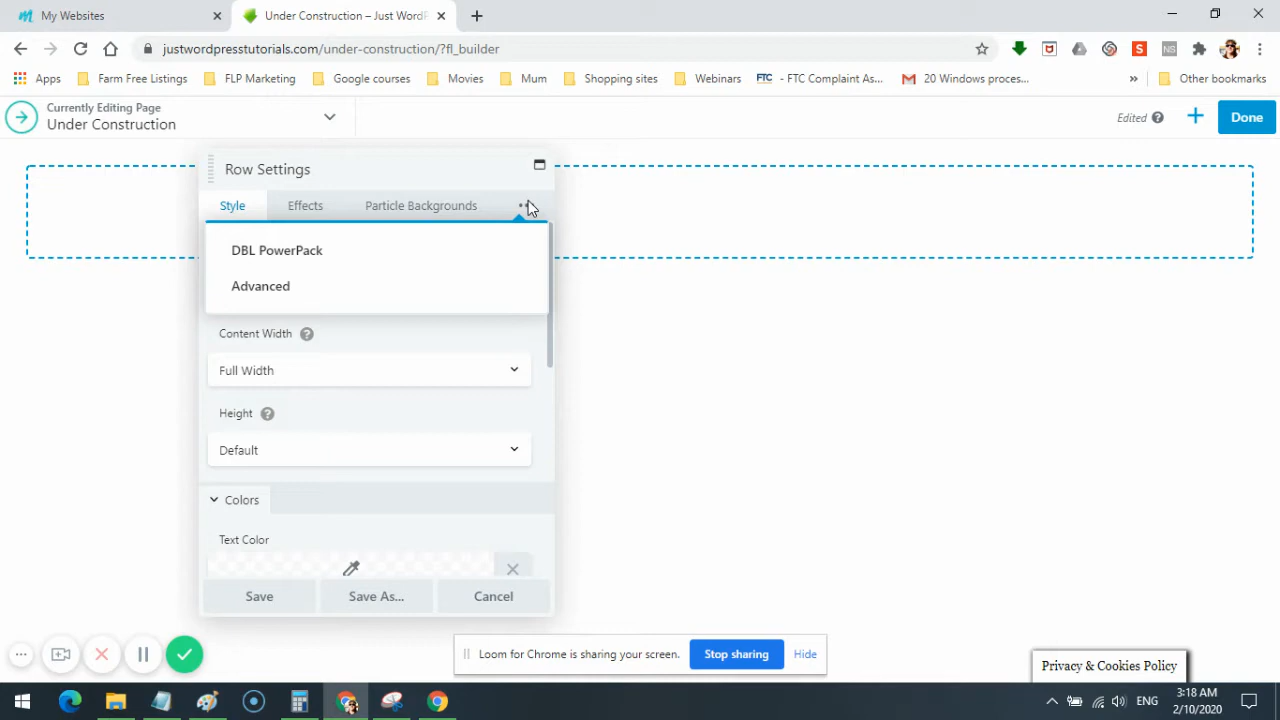 My Websites
Under Construction – Just WordP
justwordpresstutorials.com/under-construction/?fl_builder
S
NS
Apps
Farm Free Listings
FLP Marketing
Google courses
Movies
Mum
Shopping sites
Webinars
FTC - FTC Complaint As...
20 Windows proces...
»
Other bookmarks
Currently Editing Page
Under Construction
Edited ?
Done
Row Settings
Style
Effects
Particle Backgrounds
DBL PowerPack
Advanced
Content Width ?
Full Width
Height ?
Default
Colors
Text Color
Save
Save As...
Cancel
Loom for Chrome is sharing your screen.
Stop sharing
Hide
Privacy & Cookies Policy
ENG
3:18 AM
2/10/2020